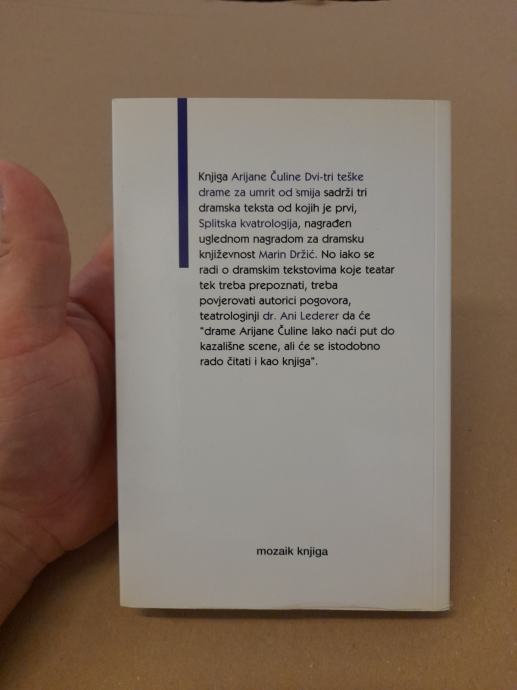 Knjiga Arijane Čuline Dvi-tri teške
drame za umrit od smija sadrži tri
dramska teksta od kojih je prvi,
Splitska kvatrologija, nagrađen
uglednom nagradom za dramsku
književnost Marin Držić. No iako se
radi o dramskim tekstovima koje teatar
tek treba prepoznati, treba
povjerovati autorici pogovora,
teatrologinji dr. Ani Lederer da će
"drame Arijane Čuline lako naći put do
kazališne scene, ali će se istodobno
rado čitati i kao knjiga".
mozaik knjiga